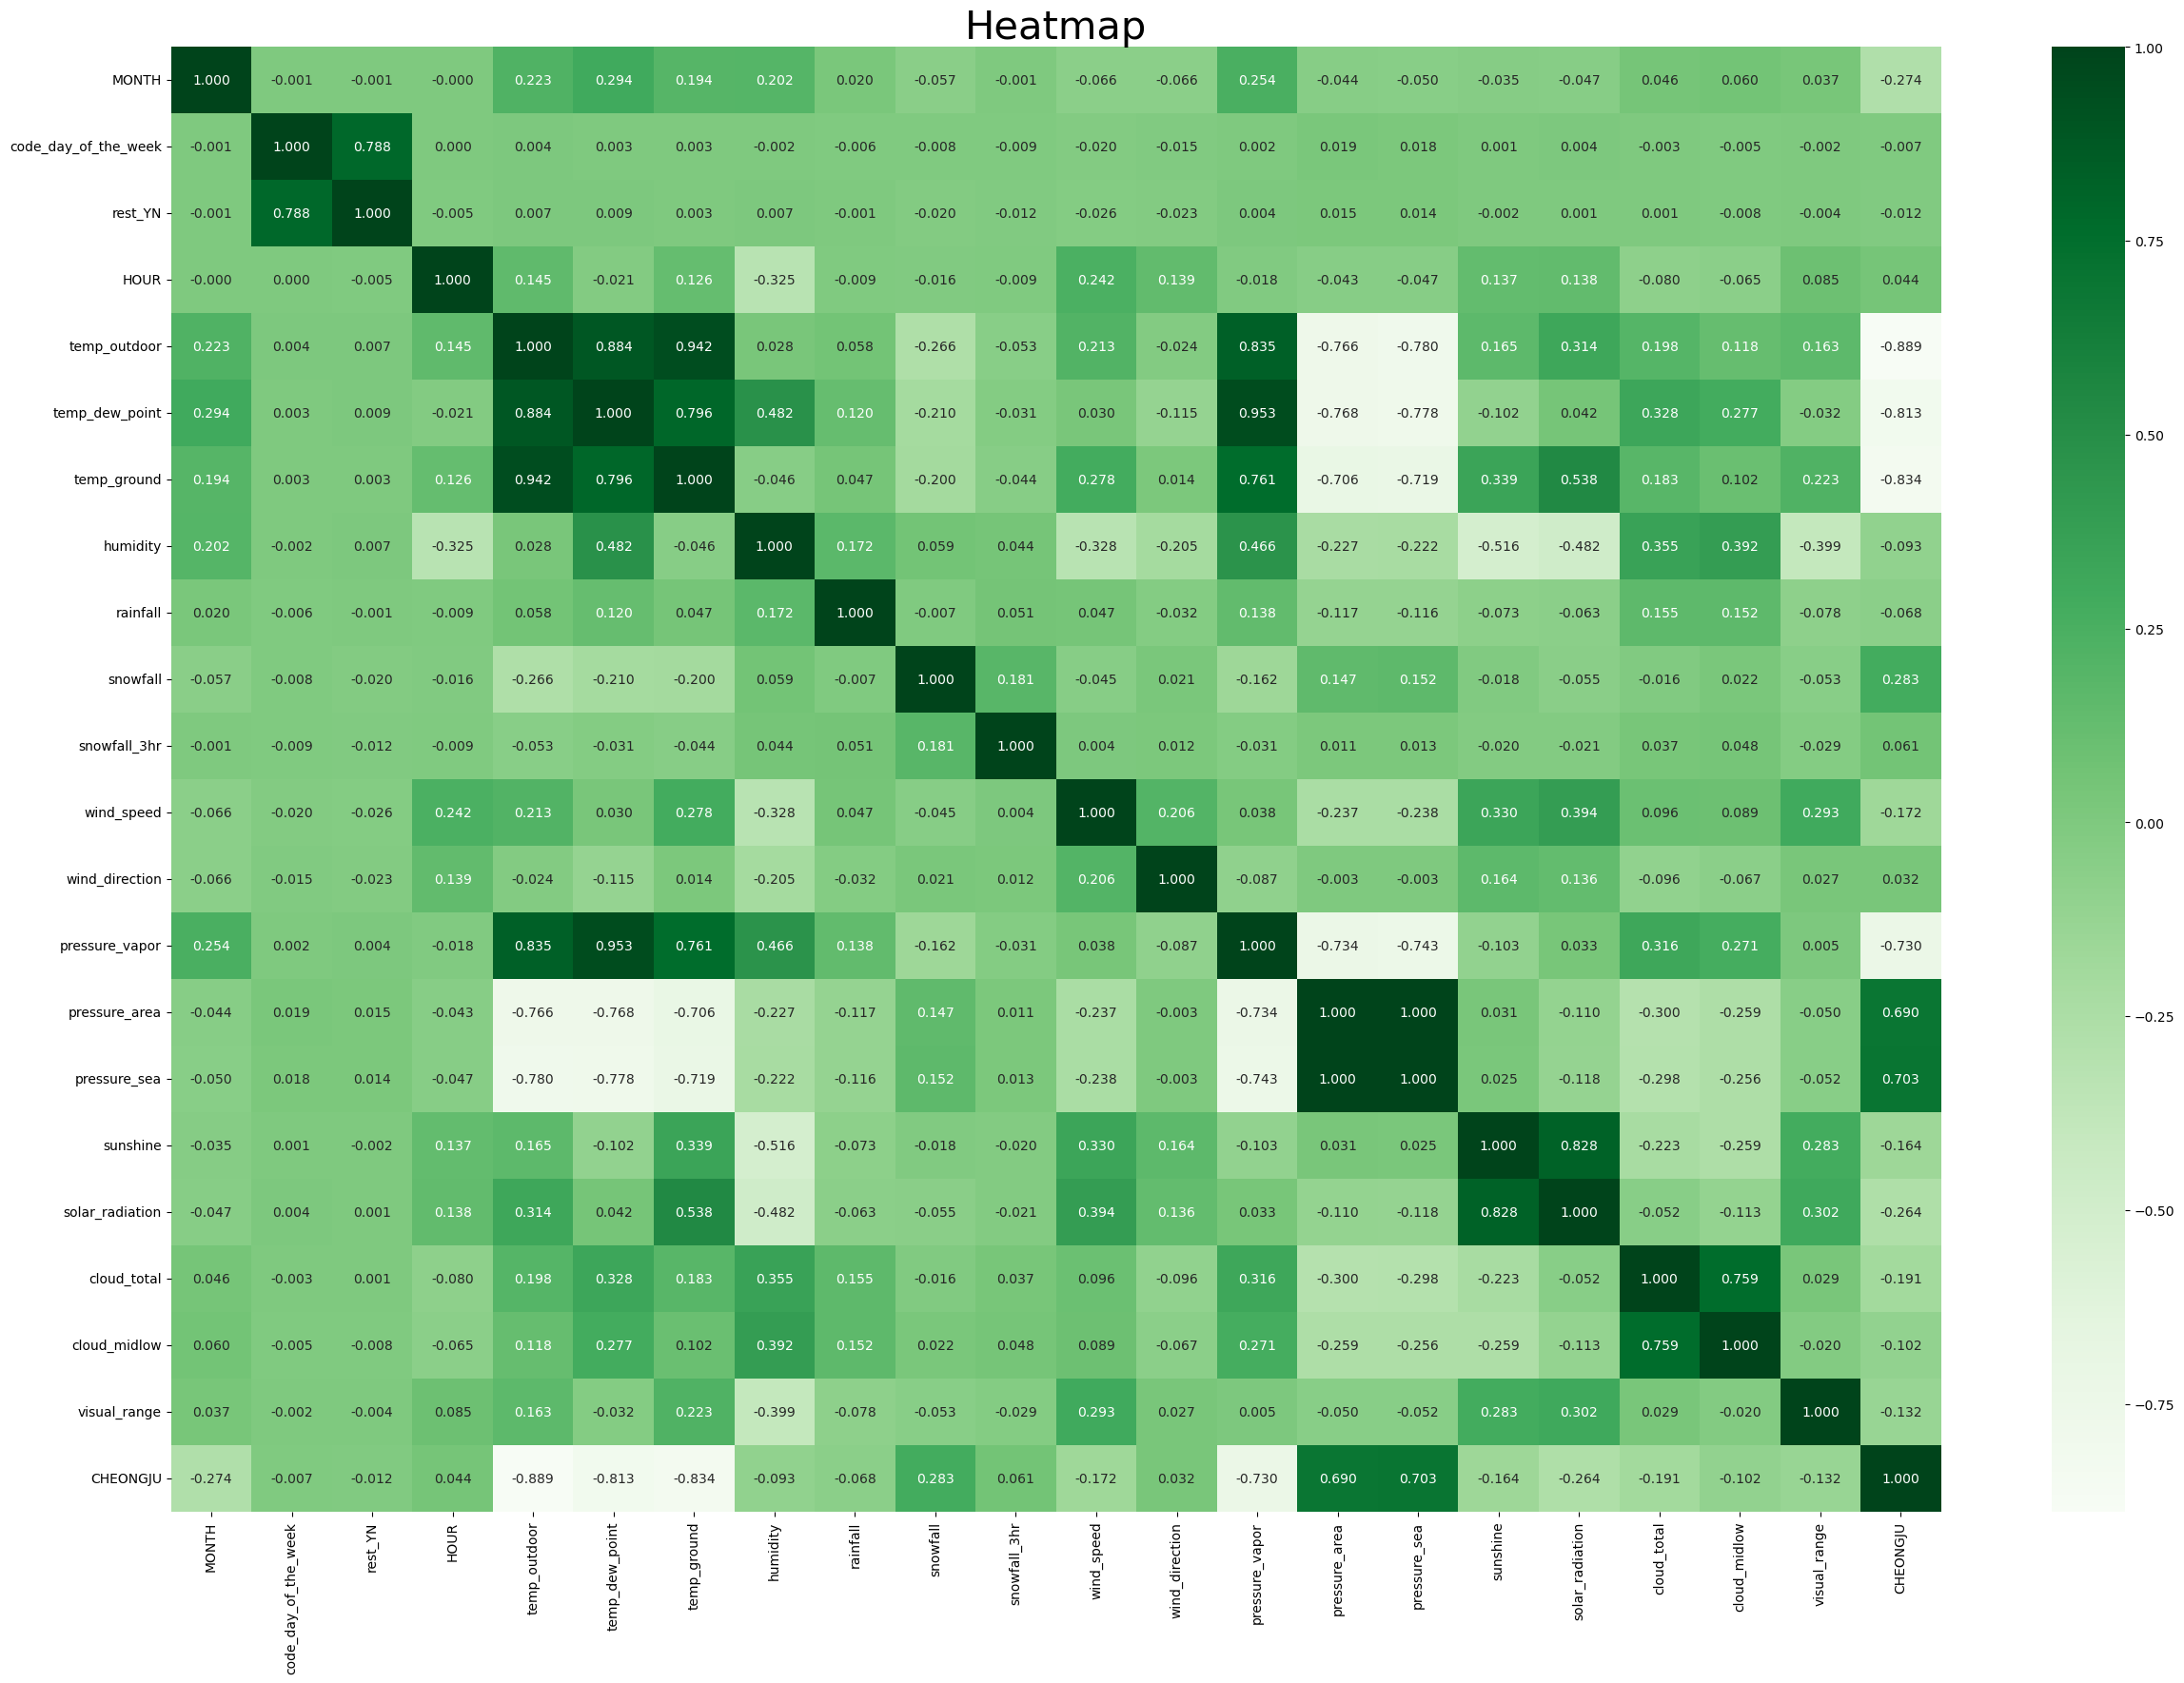 Heatmap
MONTH 1.000 -0.001 -0.001 -0.000 0.223 0.294 0.194 0.202 0.020 -0.057 -0.001 -0.066 -0.066 0.254 -0.044 -0.050 -0.035 -0.047 0.046 0.060 0.037 -0.274
code_day_of_the_week -0.001 1.000 0.788 0.000 0.004 0.003 0.003 -0.002 -0.006 -0.008 -0.009 -0.020 -0.015 0.002 0.019 0.018 0.001 0.004 -0.003 -0.005 -0.002 -0.007
rest_YN -0.001 0.788 1.000 -0.005 0.007 0.009 0.003 0.007 -0.001 -0.020 -0.012 -0.026 -0.023 0.004 0.015 0.014 -0.002 0.001 0.001 -0.008 -0.004 -0.012
HOUR -0.000 0.000 -0.005 1.000 0.145 -0.021 0.126 -0.325 -0.009 -0.016 -0.009 0.242 0.139 -0.018 -0.043 -0.047 0.137 0.138 -0.080 -0.065 0.085 0.044
temp_outdoor 0.223 0.004 0.007 0.145 1.000 0.884 0.942 0.028 0.058 -0.266 -0.053 0.213 -0.024 0.835 -0.766 -0.780 0.165 0.314 0.198 0.118 0.163 -0.889
temp_dew_point 0.294 0.003 0.009 -0.021 0.884 1.000 0.796 0.482 0.120 -0.210 -0.031 0.030 -0.115 0.953 -0.768 -0.778 -0.102 0.042 0.328 0.277 -0.032 -0.813
temp_ground 0.194 0.003 0.003 0.126 0.942 0.796 1.000 -0.046 0.047 -0.200 -0.044 0.278 0.014 0.761 -0.706 -0.719 0.339 0.538 0.183 0.102 0.223 -0.834
humidity 0.202 -0.002 0.007 -0.325 0.028 0.482 -0.046 1.000 0.172 0.059 0.044 -0.328 -0.205 0.466 -0.227 -0.222 -0.516 -0.482 0.355 0.392 -0.399 -0.093
rainfall 0.020 -0.006 -0.001 -0.009 0.058 0.120 0.047 0.172 1.000 -0.007 0.051 0.047 -0.032 0.138 -0.117 -0.116 -0.073 -0.063 0.155 0.152 -0.078 -0.068
snowfall -0.057 -0.008 -0.020 -0.016 -0.266 -0.210 -0.200 0.059 -0.007 1.000 0.181 -0.045 0.021 -0.162 0.147 0.152 -0.018 -0.055 -0.016 0.022 -0.053 0.283
snowfall_3hr -0.001 -0.009 -0.012 -0.009 -0.053 -0.031 -0.044 0.044 0.051 0.181 1.000 0.004 0.012 -0.031 0.011 0.013 -0.020 -0.021 0.037 0.048 -0.029 0.061
wind_speed -0.066 -0.020 -0.026 0.242 0.213 0.030 0.278 -0.328 0.047 -0.045 0.004 1.000 0.206 0.038 -0.237 -0.238 0.330 0.394 0.096 0.089 0.293 -0.172
wind_direction -0.066 -0.015 -0.023 0.139 -0.024 -0.115 0.014 -0.205 -0.032 0.021 0.012 0.206 1.000 -0.087 -0.003 -0.003 0.164 0.136 -0.096 -0.067 0.027 0.032
pressure_vapor 0.254 0.002 0.004 -0.018 0.835 0.953 0.761 0.466 0.138 -0.162 -0.031 0.038 -0.087 1.000 -0.734 -0.743 -0.103 0.033 0.316 0.271 0.005 -0.730
pressure_area -0.044 0.019 0.015 -0.043 -0.766 -0.768 -0.706 -0.227 -0.117 0.147 0.011 -0.237 -0.003 -0.734 1.000 1.000 0.031 -0.110 -0.300 -0.259 -0.050 0.690
pressure_sea -0.050 0.018 0.014 -0.047 -0.780 -0.778 -0.719 -0.222 -0.116 0.152 0.013 -0.238 -0.003 -0.743 1.000 1.000 0.025 -0.118 -0.298 -0.256 -0.052 0.703
sunshine -0.035 0.001 -0.002 0.137 0.165 -0.102 0.339 -0.516 -0.073 -0.018 -0.020 0.330 0.164 -0.103 0.031 0.025 1.000 0.828 -0.223 -0.259 0.283 -0.164
solar_radiation -0.047 0.004 0.001 0.138 0.314 0.042 0.538 -0.482 -0.063 -0.055 -0.021 0.394 0.136 0.033 -0.110 -0.118 0.828 1.000 -0.052 -0.113 0.302 -0.264
cloud_total 0.046 -0.003 0.001 -0.080 0.198 0.328 0.183 0.355 0.155 -0.016 0.037 0.096 -0.096 0.316 -0.300 -0.298 -0.223 -0.052 1.000 0.759 0.029 -0.191
cloud_midlow 0.060 -0.005 -0.008 -0.065 0.118 0.277 0.102 0.392 0.152 0.022 0.048 0.089 -0.067 0.271 -0.259 -0.256 -0.259 -0.113 0.759 1.000 -0.020 -0.102
visual_range 0.037 -0.002 -0.004 0.085 0.163 -0.032 0.223 -0.399 -0.078 -0.053 -0.029 0.293 0.027 0.005 -0.050 -0.052 0.283 0.302 0.029 -0.020 1.000 -0.132
CHEONGJU -0.274 -0.007 -0.012 0.044 -0.889 -0.813 -0.834 -0.093 -0.068 0.283 0.061 -0.172 0.032 -0.730 0.690 0.703 -0.164 -0.264 -0.191 -0.102 -0.132 1.000
MONTH
code_day_of_the_week
rest_YN
HOUR
temp_outdoor
temp_dew_point
temp_ground
humidity
rainfall
snowfall
snowfall_3hr
wind_speed
wind_direction
pressure_vapor
pressure_area
pressure_sea
sunshine
solar_radiation
cloud_total
cloud_midlow
visual_range
CHEONGJU
1.00
0.75
0.50
0.25
0.00
−0.25
−0.50
−0.75